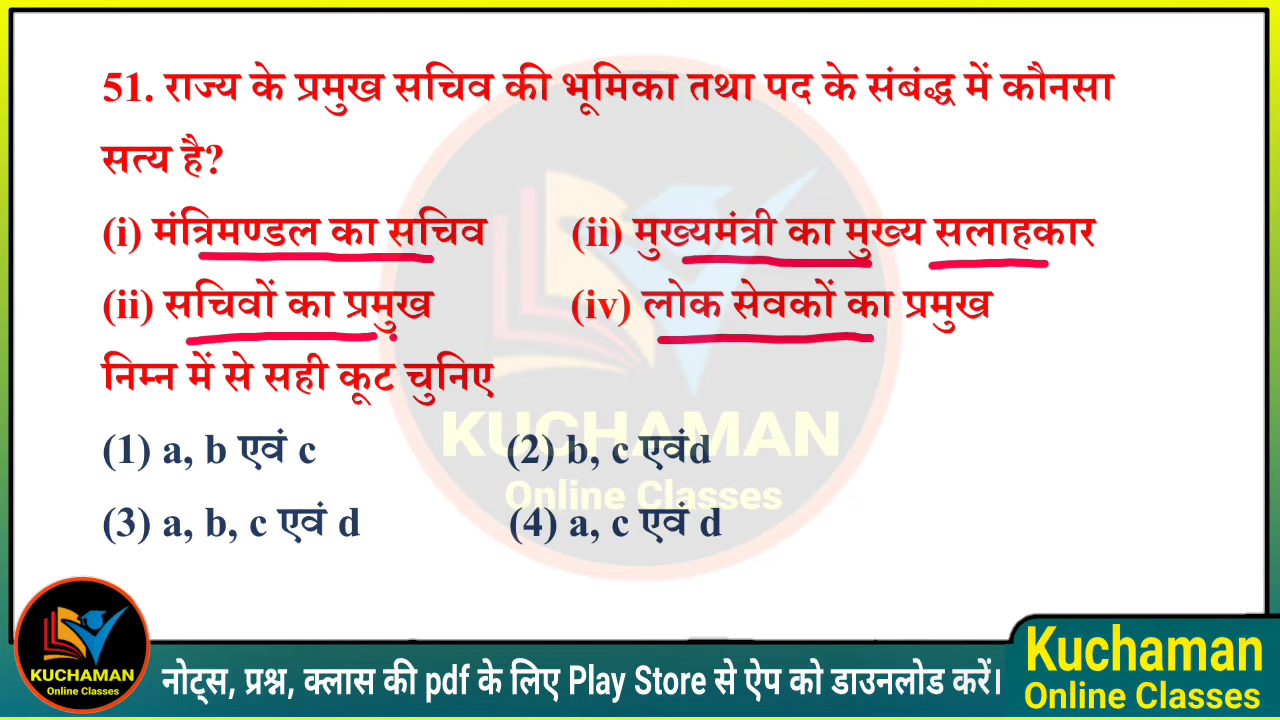 51. राज्य के प्रमुख सचिव की भूमिका तथा पद के संबंद्ध में कौनसा
सत्य है?
(i) मंत्रिमण्डल का सचिव (ii) मुख्यमंत्री का मुख्य सलाहकार
(ii) सचिवों का प्रमुख (iv) लोक सेवकों का प्रमुख
निम्न में से सही कूट चुनिए
(1) a, b एवं c (2) b, c एवंd
(3) a, b, c एवं d (4) a, c एवं d
KUCHAMAN
Online Classes
KUCHAMAN
Online Classes
नोट्स, प्रश्न, क्लास की pdf के लिए Play Store से ऐप को डाउनलोड करें।
Kuchaman
Online Classes